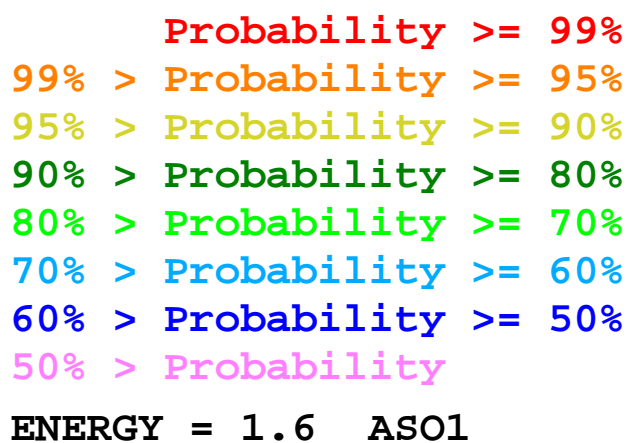 Probability >= 99%
99% > Probability >= 95%
95% > Probability >= 90%
90% > Probability >= 80%
80% > Probability >= 70%
70% > Probability >= 60%
60% > Probability >= 50%
50% > Probability
ENERGY = 1.6  ASO1